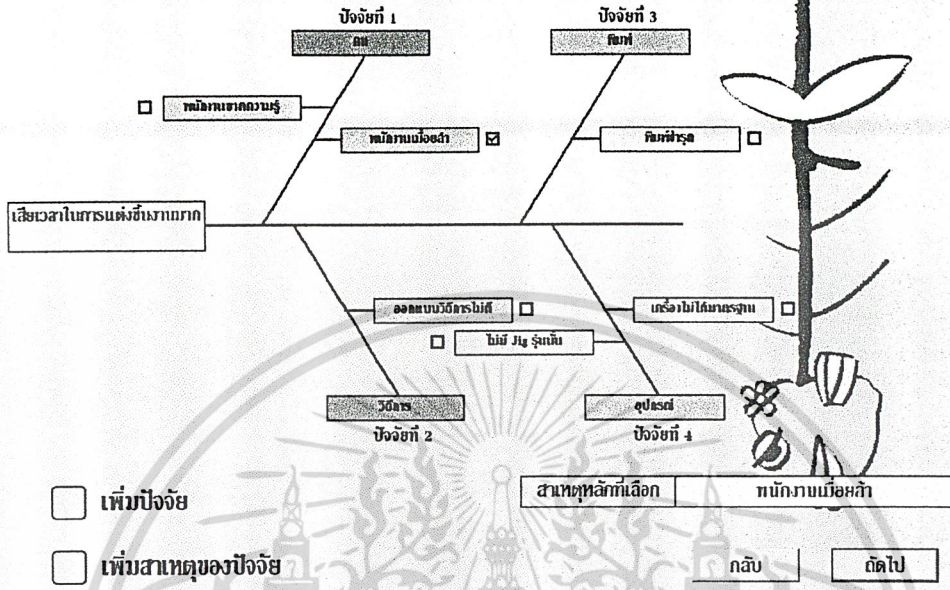 ปัจจัยที่ 1
คน
ปัจจัยที่ 3
พิมพ์
พนักงานขาดความรู้
พนักงานเมื่อยล้า
พิมพ์ชำรุด
เสียเวลาในการแต่งชิ้นงานมาก
ออกแบบวิธีการไม่ดี
เครื่องไม่ได้มาตรฐาน
ไม่มี Jig รุ่นนั้น
วิธีการ
ปัจจัยที่ 2
อุปกรณ์
ปัจจัยที่ 4
สาเหตุหลักที่เลือก
พนักงานเมื่อยล้า
เพิ่มปัจจัย
เพิ่มสาเหตุของปัจจัย
กลับ
ถัดไป